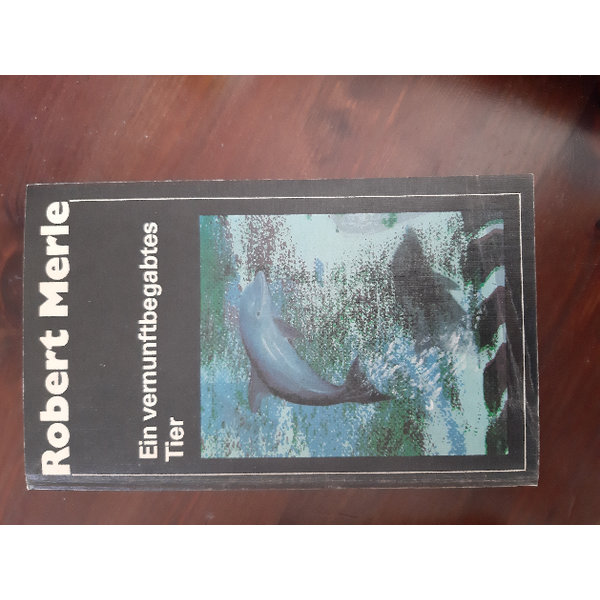 Robert Merle
Ein vernunftbegabtes
Tier